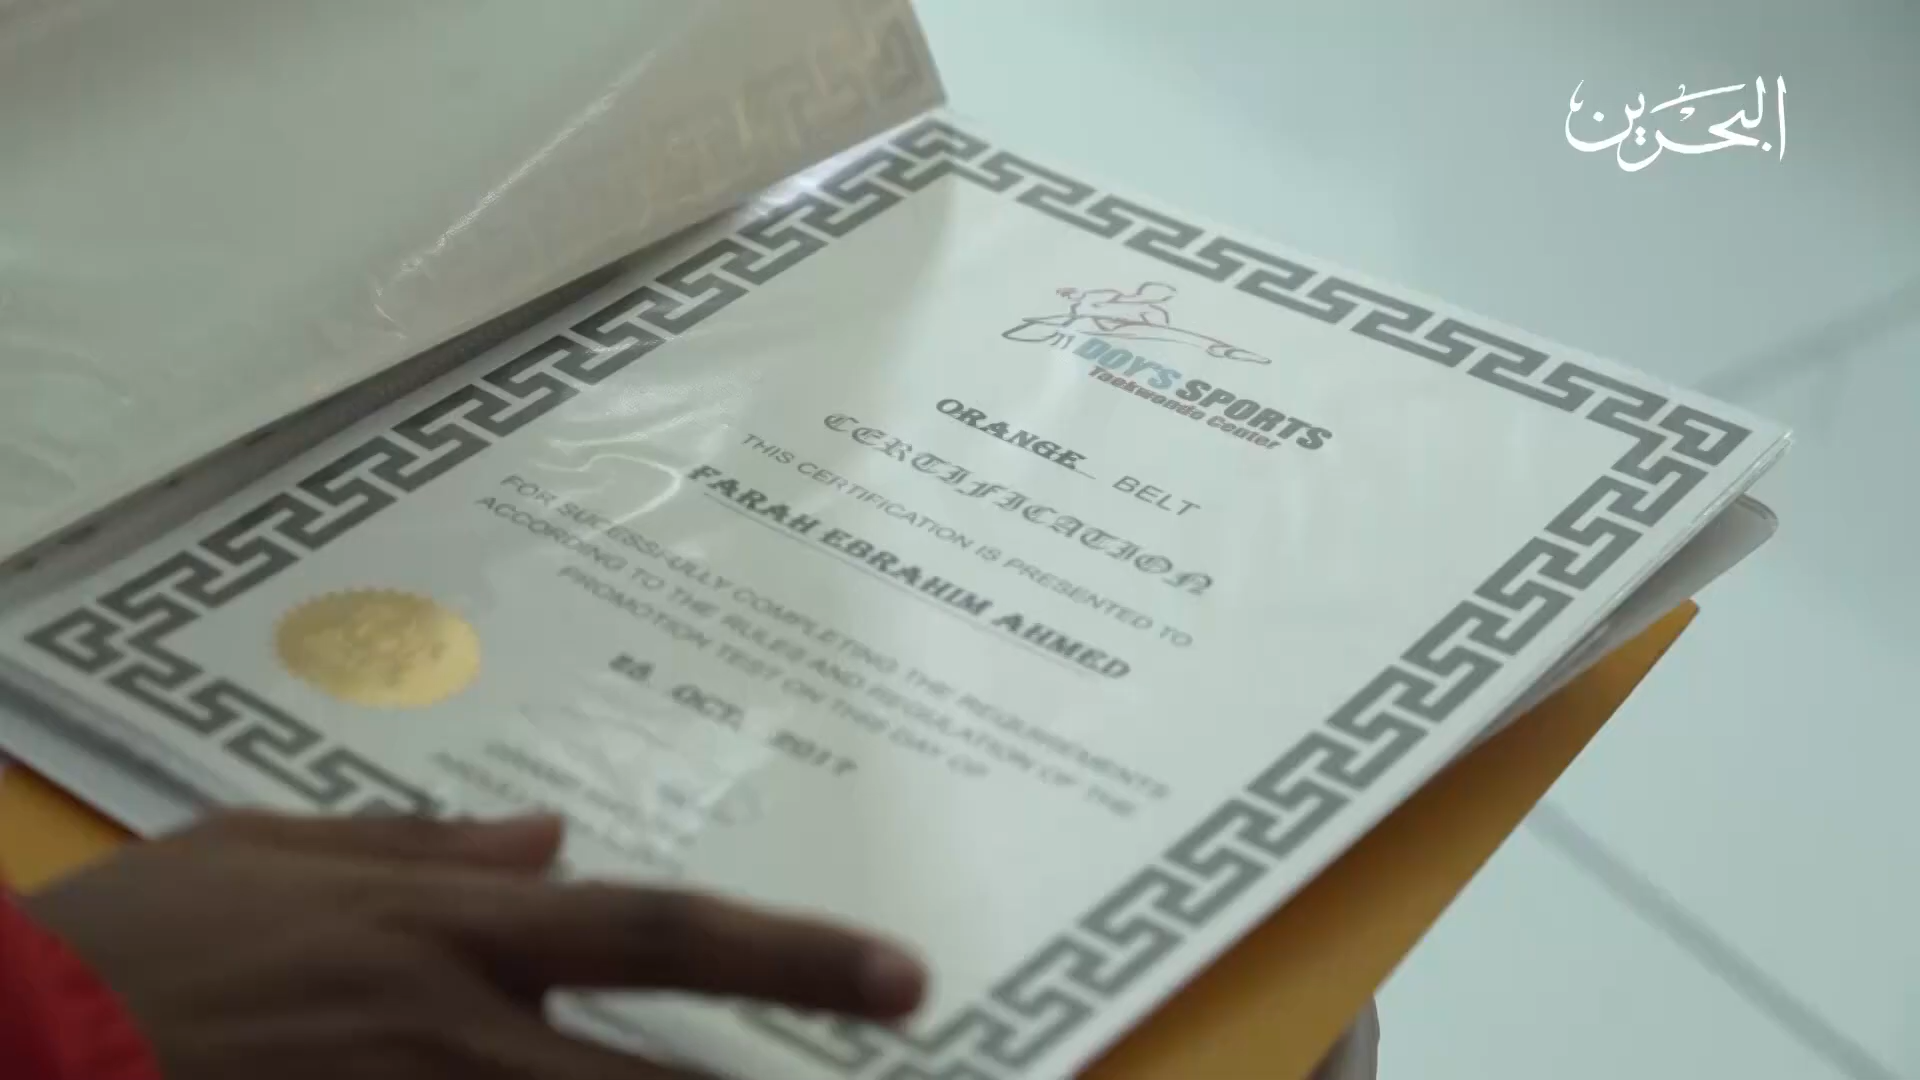 البحرين
DOY'S SPORTS
Taekwondo Center
ORANGE BELT
CERTIFICATION
THIS CERTIFICATION IS PRESENTED TO
FARAH EBRAHIM AHMED
FOR SUCESSFULLY COMPLETING THE REQUIREMENTS
ACCORDING TO THE RULES AND REGULATION OF THE
PROMOTION TEST ON THIS DAY OF
OCT. 2017